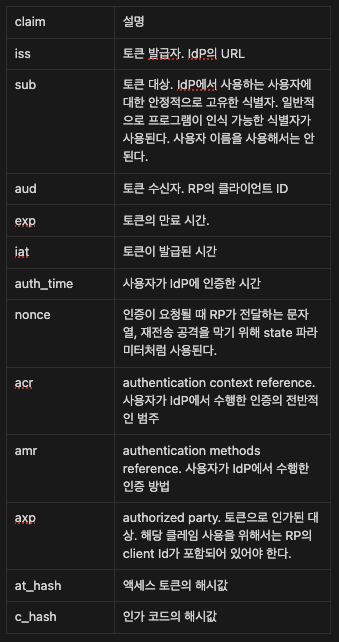 claim
설명
iss
토큰 발급자. IdP의 URL
sub
토큰 대상. IdP에서 사용하는 사용자에
대한 안정적으로 고유한 식별자. 일반적
으로 프로그램이 인식 가능한 식별자가
사용된다. 사용자 이름을 사용해서는 안
된다.
aud
토큰 수신자. RP의 클라이언트 ID
exp
토큰의 만료 시간.
iat
토큰이 발급된 시간
auth_time
사용자가 IdP에 인증한 시간
nonce
인증이 요청될 때 RP가 전달하는 문자
열, 재전송 공격을 막기 위해 state 파라
미터처럼 사용된다.
acr
authentication context reference.
사용자가 IdP에서 수행한 인증의 전반적
인 범주
amr
authentication methods
reference. 사용자가 IdP에서 수행한
인증 방법
axp
authorized party. 토큰으로 인가된 대
상. 해당 클레임 사용을 위해서는 RP의
client Id가 포함되어 있어야 한다.
at_hash
액세스 토큰의 해시값
c_hash
인가 코드의 해시값